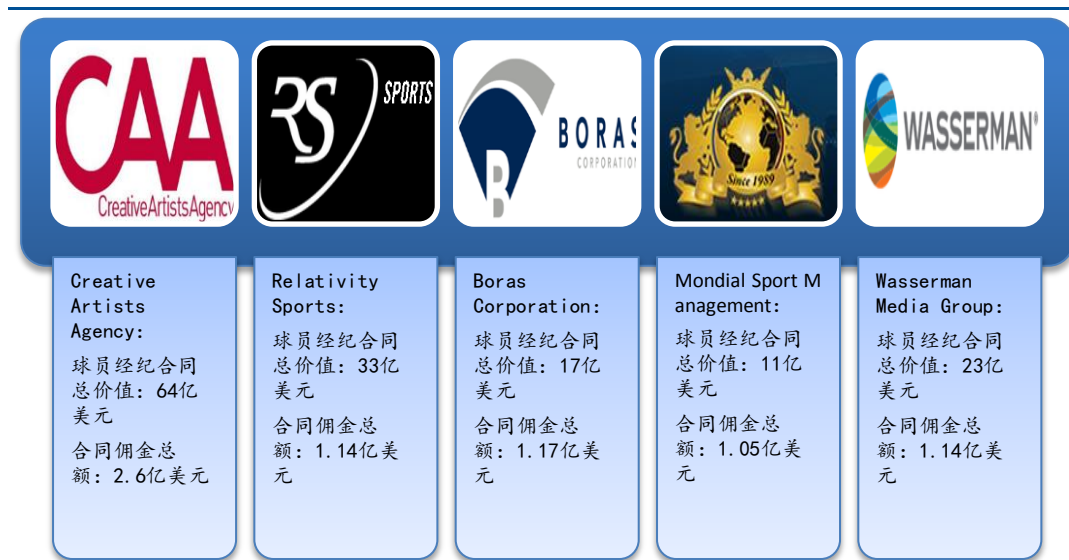 CAA
CreativeArtistsAgency
RS SPORTS
BORAS
CORPORATION
Since 1989
WASSERMAN®
Creative
Artists
Agency:
球员经纪合同
总价值: 64亿
美元
合同佣金总
额: 2.6亿美元
Relativity
Sports:
球员经纪合同
总价值: 33亿
美元
合同佣金总
额: 1.14亿美
元
Boras
Corporation:
球员经纪合同
总价值: 17亿
美元
合同佣金总
额: 1.17亿美
元
Mondial Sport M
anagement:
球员经纪合同
总价值: 11亿
美元
合同佣金总
额: 1.05亿美
元
Wasserman
Media Group:
球员经纪合同
总价值: 23亿
美元
合同佣金总
额: 1.14亿美
元